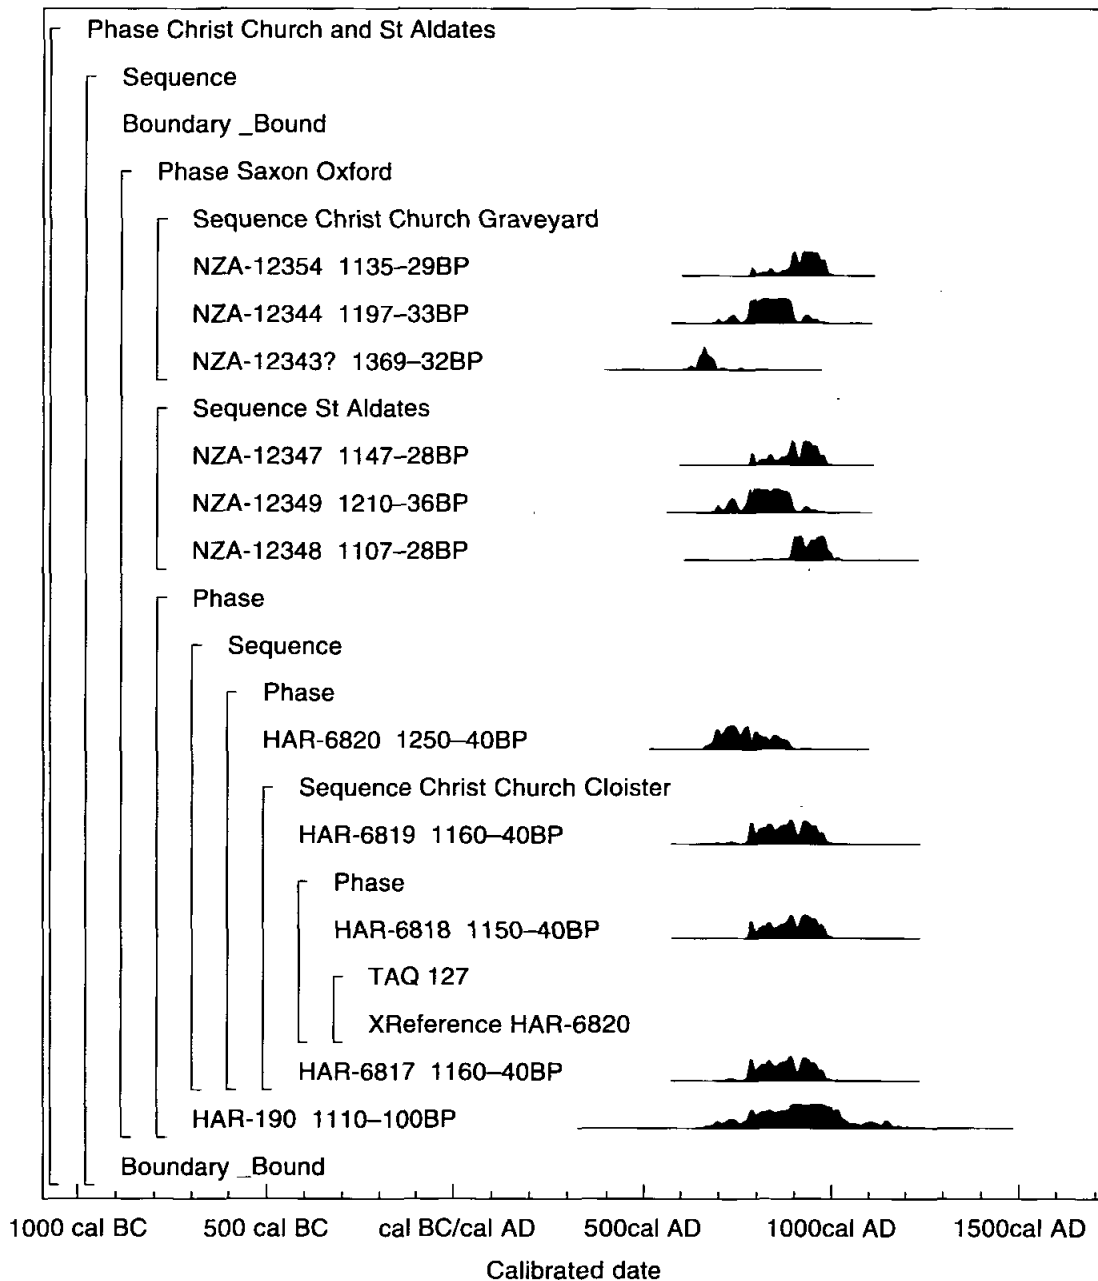 Phase Christ Church and St Aldates
Sequence
Boundary _Bound
Phase Saxon Oxford
Sequence Christ Church Graveyard
NZA-12354 1135–29BP
NZA-12344 1197–33BP
NZA-12343? 1369–32BP
Sequence St Aldates
NZA-12347 1147–28BP
NZA-12349 1210–36BP
NZA-12348 1107–28BP
Phase
Sequence
Phase
HAR-6820 1250–40BP
Sequence Christ Church Cloister
HAR-6819 1160–40BP
Phase
HAR-6818 1150–40BP
TAQ 127
XReference HAR-6820
HAR-6817 1160–40BP
HAR-190 1110–100BP
Boundary _Bound
1000 cal BC 500 cal BC cal BC/cal AD 500cal AD 1000cal AD 1500cal AD
Calibrated date